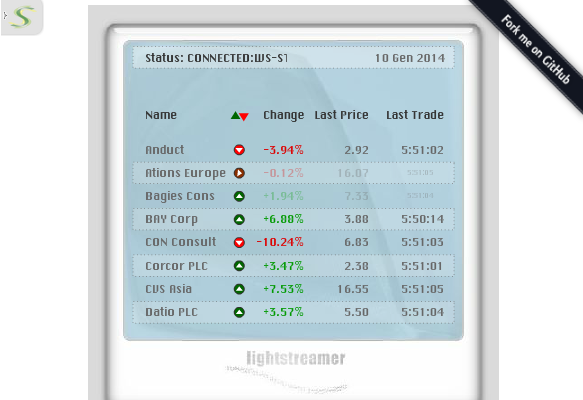 Fork me on GitHub
Status: CONNECTED:WS-ST 10 Gen 2014
Name Change Last Price Last Trade
Anduct -3.94% 2.92 5:51:02
Ations Europe -0.12% 16.07 5:51:05
Bagies Cons +1.94% 7.53
BAY Corp +6.88% 3.88 5:50:14
CON Consult -10.24% 6.83 5:51:03
Corcor PLC +3.47% 2.38 5:51:01
CVS Asia +7.53% 16.55 5:51:05
Datio PLC +3.57% 5.50 5:51:04
lightstreamer